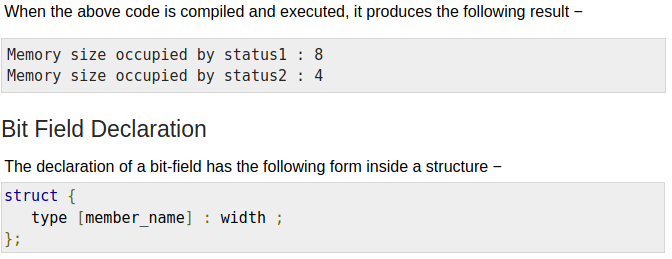 When the above code is compiled and executed, it produces the following result −
Memory size occupied by status1 : 8
Memory size occupied by status2 : 4
Bit Field Declaration
The declaration of a bit-field has the following form inside a structure −
struct {
   type [member_name] : width ;
};